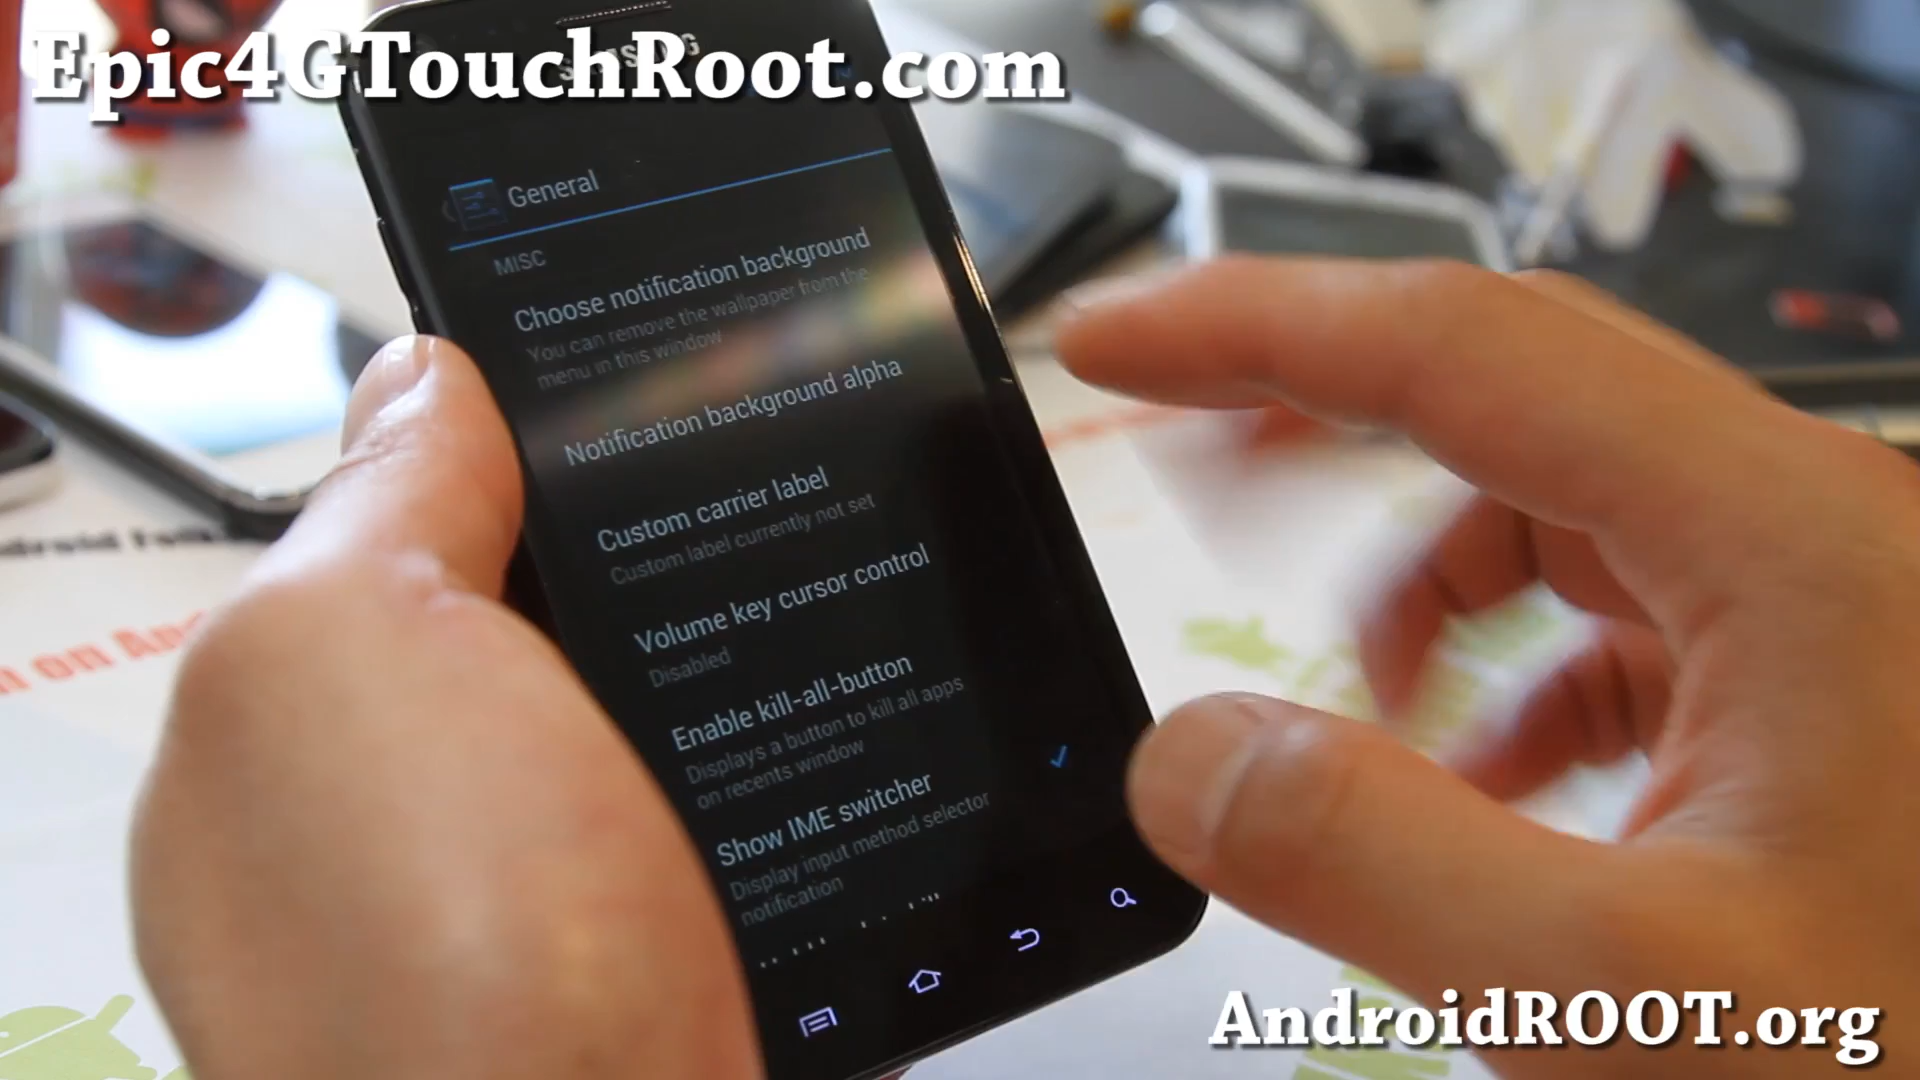 Epic4GTouchRoot.com
SAMSUNG
General
MISC
Choose notification background
You can remove the wallpaper from the
menu in this window
Notification background alpha
Custom carrier label
Custom label currently not set
Volume key cursor control
Disabled
Enable kill-all-button
Displays a button to kill all apps
on recents window
Show IME switcher
Display input method selector
notification
AndroidROOT.org